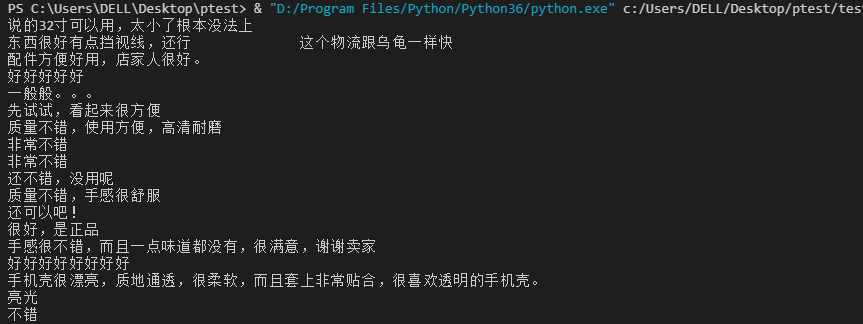 PS C:\Users\DELL\Desktop\ptest> & "D:/Program Files/Python/Python36/python.exe" c:/Users/DELL/Desktop/ptest/tes
说的32寸可以用，太小了根本没法上
东西很好有点挡视线，还行 这个物流跟乌龟一样快
配件方便好用，店家人很好。
好好好好好
一般般。。。
先试试，看起来很方便
质量不错，使用方便，高清耐磨
非常不错
非常不错
还不错，没用呢
质量不错，手感很舒服
还可以吧！
很好，是正品
手感很不错，而且一点味道都没有，很满意，谢谢卖家
好好好好好好好好
手机壳很漂亮，质地通透，很柔软，而且套上非常贴合，很喜欢透明的手机壳。
亮光
不错